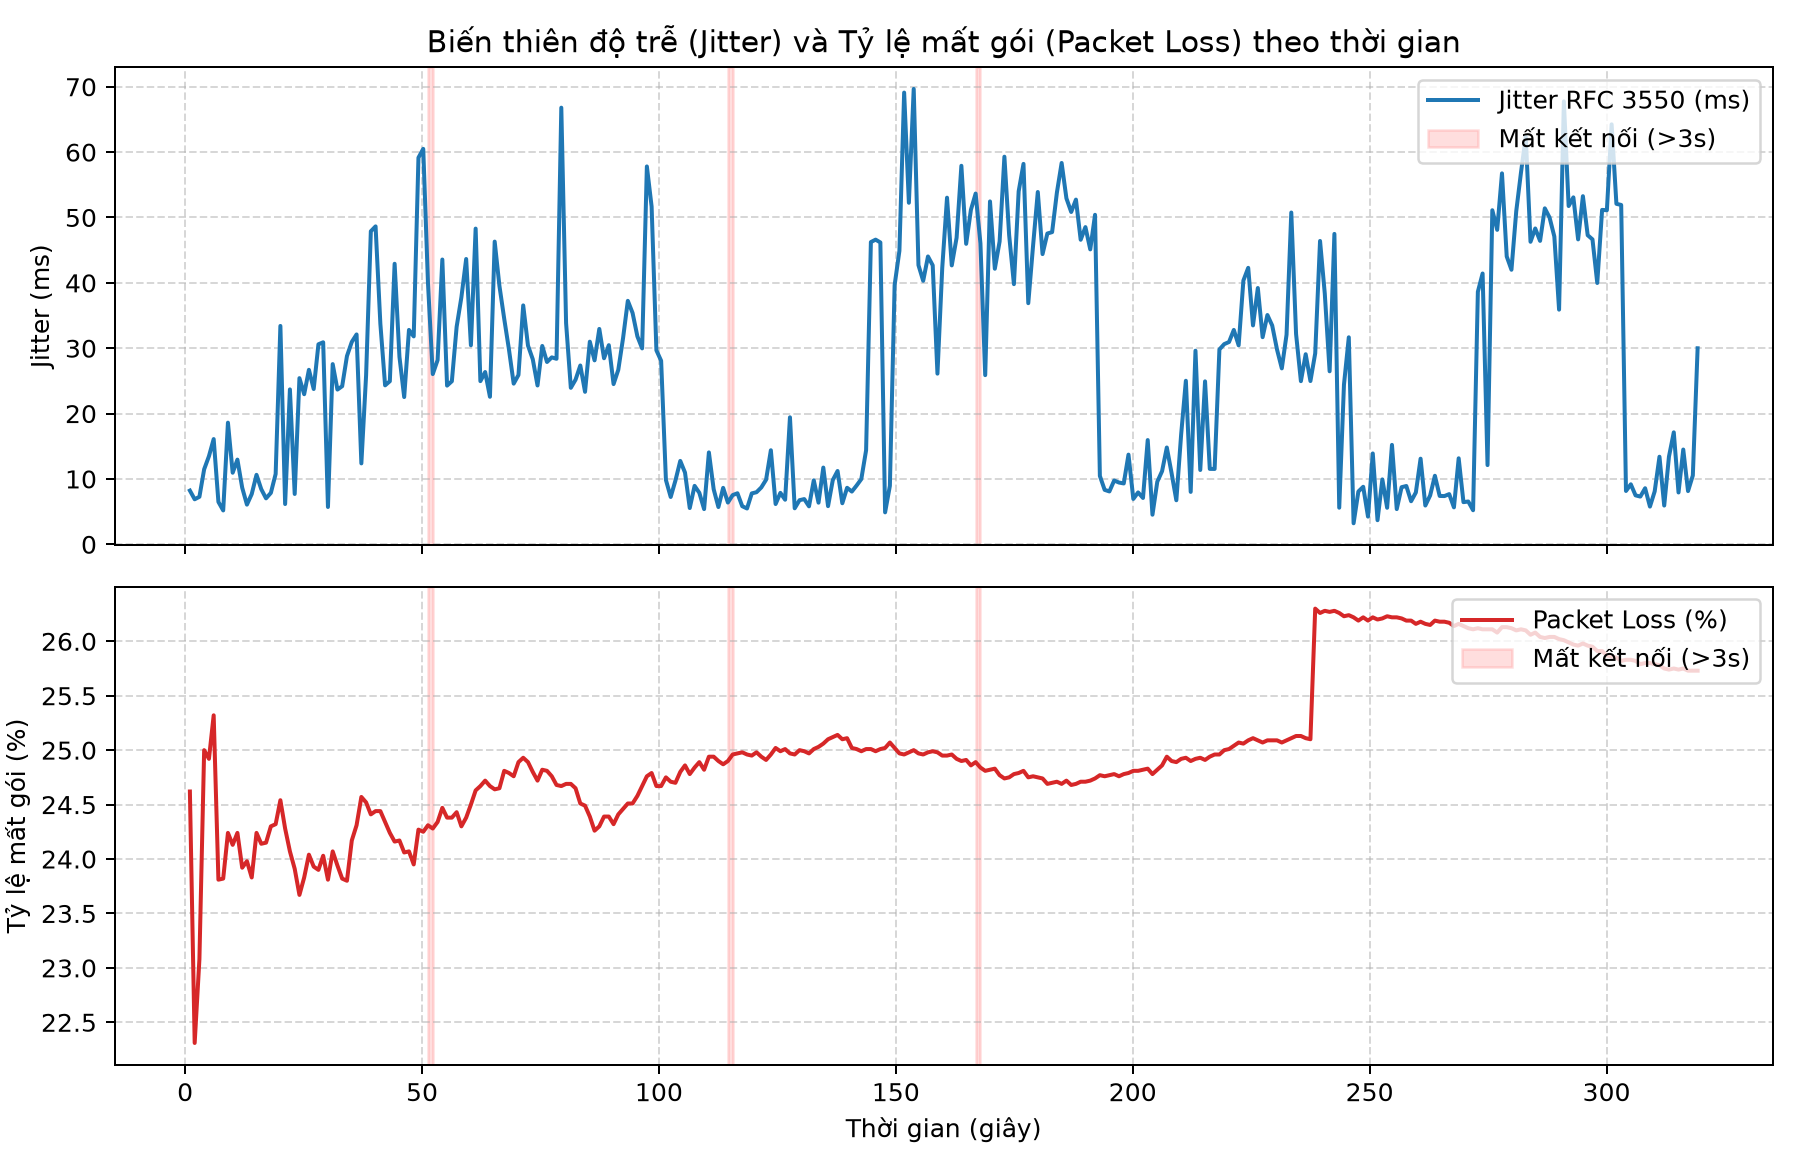 Biến thiên độ trễ (Jitter) và Tỷ lệ mất gói (Packet Loss) theo thời gian
Jitter (ms)
70
60
50
40
30
20
10
0
Jitter RFC 3550 (ms)
Mất kết nối (>3s)
Tỷ lệ mất gói (%)
26.0
25.5
25.0
24.5
24.0
23.5
23.0
22.5
Packet Loss (%)
Mất kết nối (>3s)
0 50 100 150 200 250 300
Thời gian (giây)